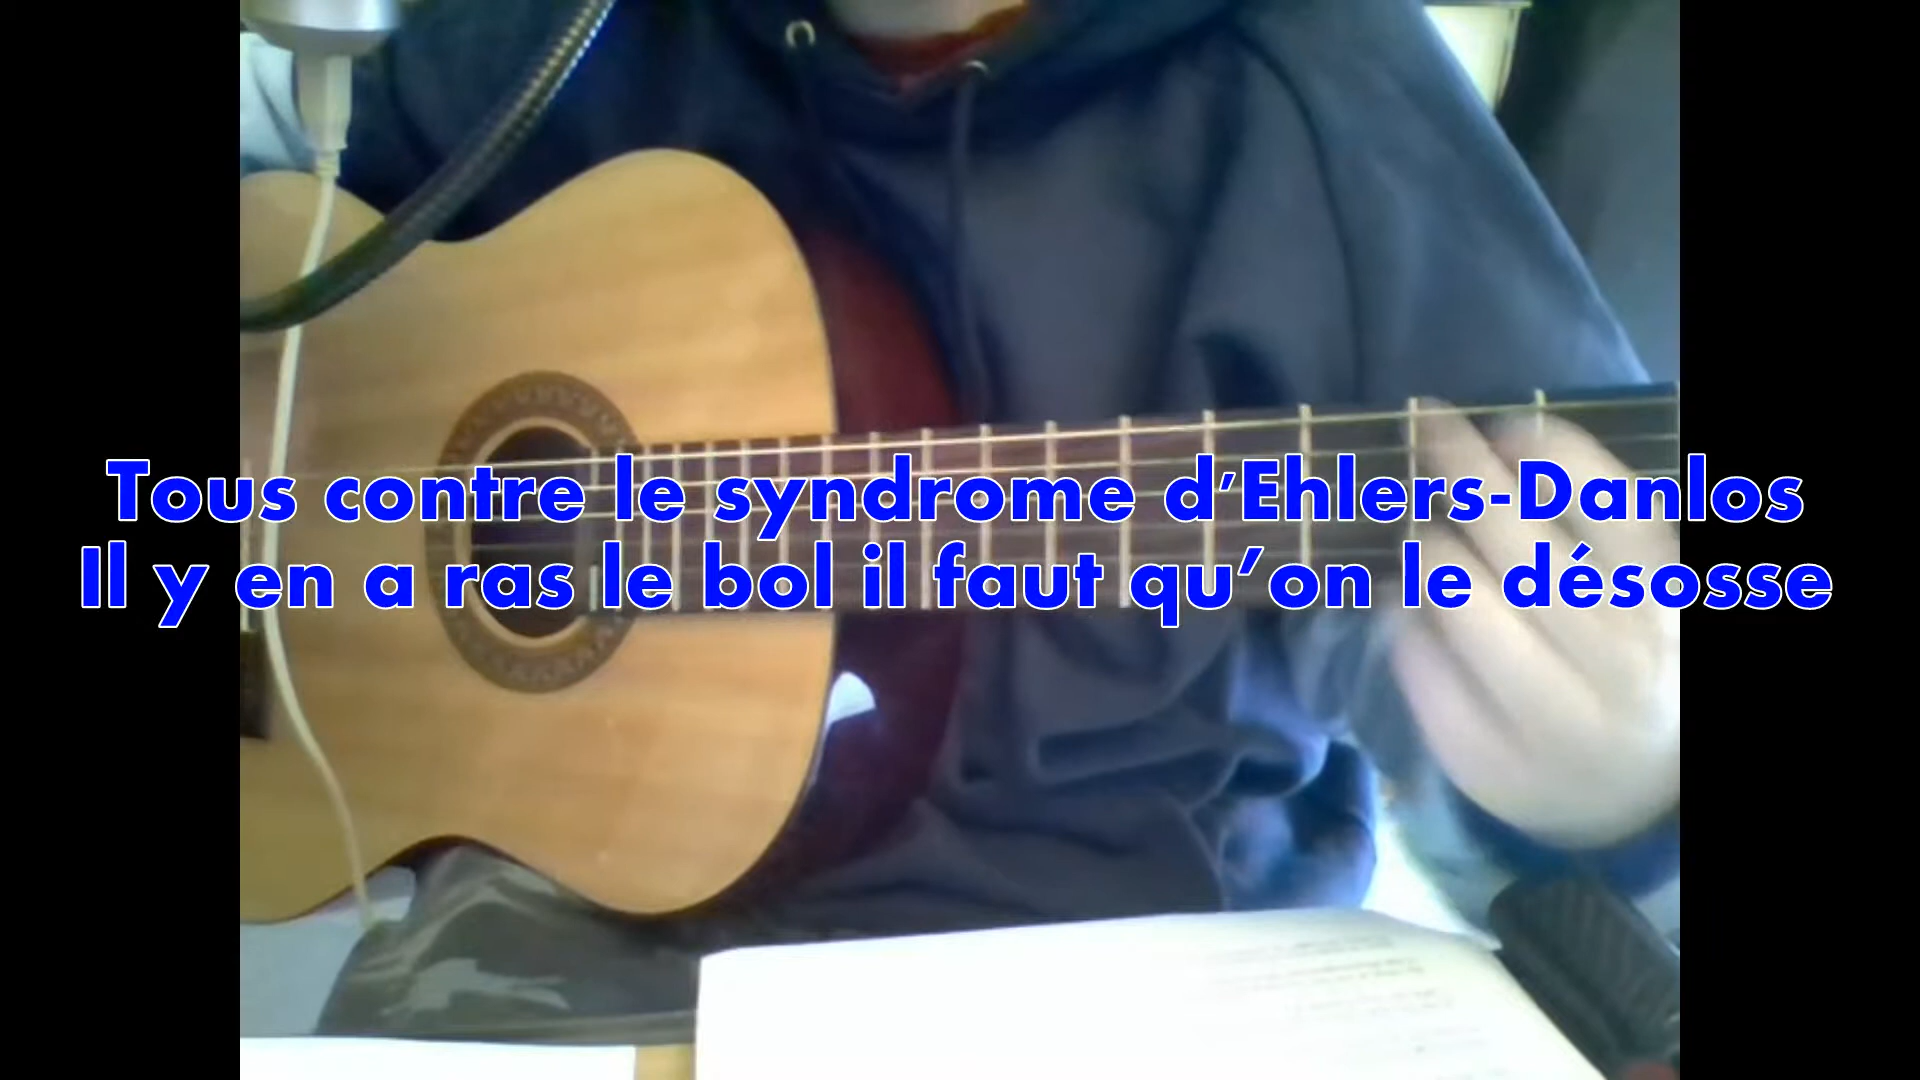 Tous contre le syndrome d'Ehlers-Danlos
Il y en a ras le bol il faut qu'on le désosse